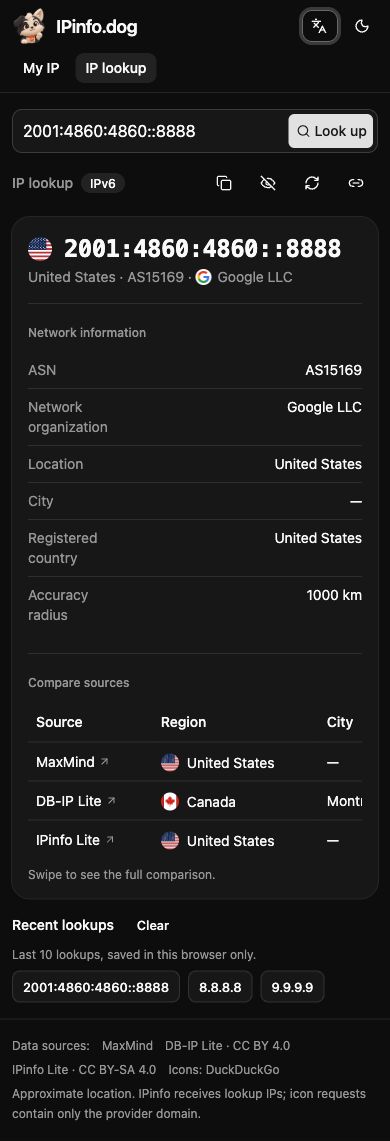 IPinfo.dog
My IP IP lookup
2001:4860:4860::8888 Look up
IP lookup IPv6
2001:4860:4860::8888
United States · AS15169 · Google LLC
Network information
ASN AS15169
Network organization Google LLC
Location United States
City —
Registered country United States
Accuracy radius 1000 km
Compare sources
Source Region City
MaxMind ↗ United States —
DB-IP Lite ↗ Canada
IPinfo Lite ↗ United States —
Swipe to see the full comparison.
Recent lookups Clear
Last 10 lookups, saved in this browser only.
2001:4860:4860::8888 8.8.8.8 9.9.9.9
Data sources: MaxMind DB-IP Lite · CC BY 4.0
IPinfo Lite · CC BY-SA 4.0 Icons: DuckDuckGo
Approximate location. IPinfo receives lookup IPs; icon requests
contain only the provider domain.